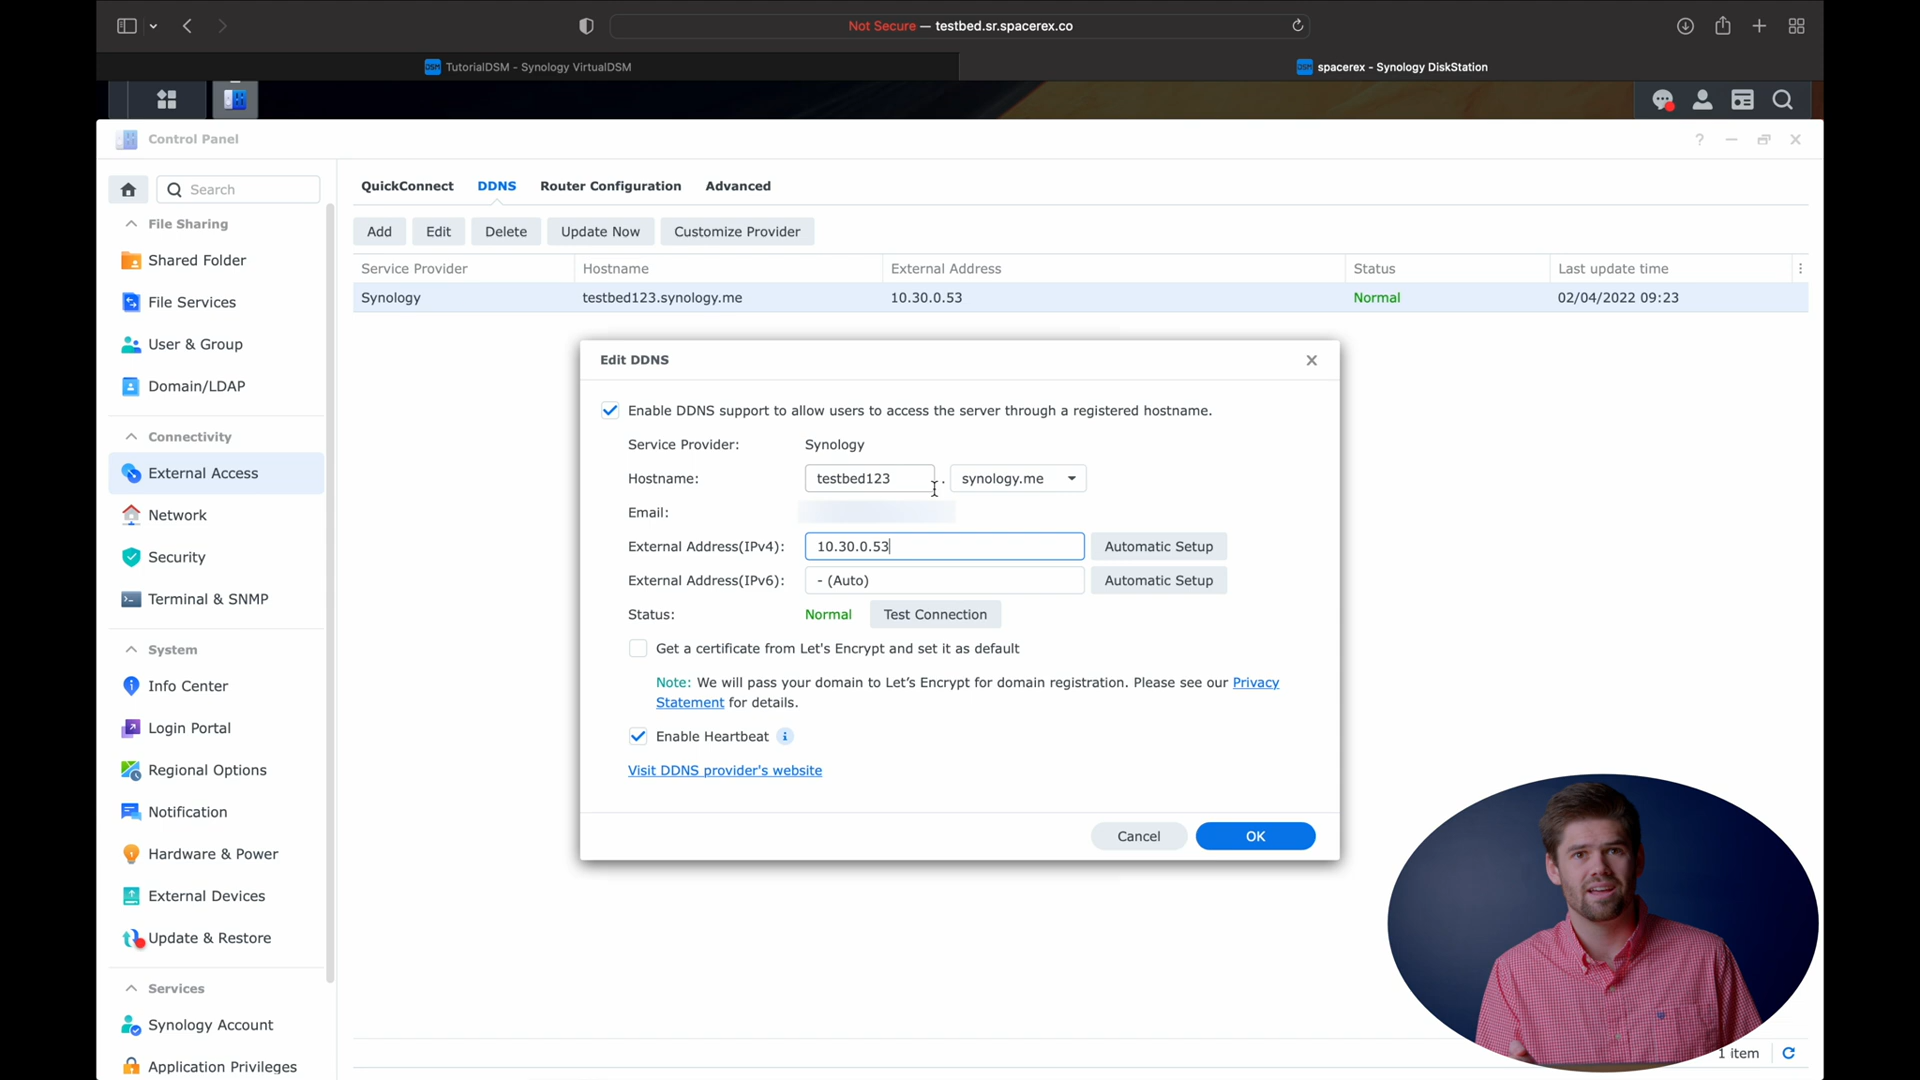 Not Secure — testbed.sr.spacerex.co
TutorialDSM - Synology VirtualDSM
spacerex - Synology DiskStation
Control Panel
Search
File Sharing
Shared Folder
File Services
User & Group
Domain/LDAP
Connectivity
External Access
Network
Security
Terminal & SNMP
System
Info Center
Login Portal
Regional Options
Notification
Hardware & Power
External Devices
Update & Restore
Services
Synology Account
Application Privileges
QuickConnect DDNS Router Configuration Advanced
Add Edit Delete Update Now Customize Provider
Service Provider Hostname External Address Status Last update time
Synology testbed123.synology.me 10.30.0.53 Normal 02/04/2022 09:23
Edit DDNS
Enable DDNS support to allow users to access the server through a registered hostname.
Service Provider: Synology
Hostname: testbed123 . synology.me
Email:
External Address(IPv4): 10.30.0.53 Automatic Setup
External Address(IPv6): - (Auto) Automatic Setup
Status: Normal Test Connection
Get a certificate from Let's Encrypt and set it as default
Note: We will pass your domain to Let's Encrypt for domain registration. Please see our Privacy
Statement for details.
Enable Heartbeat
Visit DDNS provider's website
Cancel OK
1 item